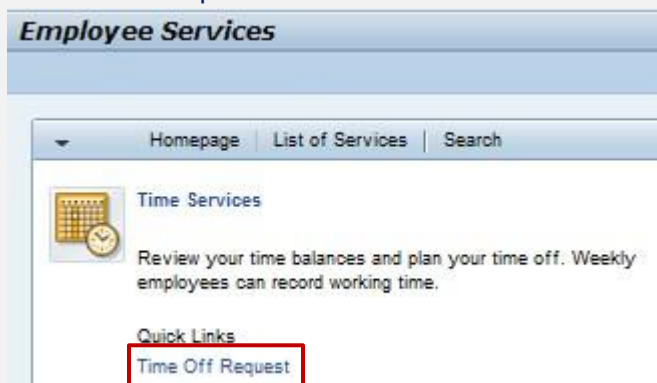 Employee Services
Homepage | List of Services | Search
Time Services
Review your time balances and plan your time off. Weekly
employees can record working time.
Quick Links
Time Off Request